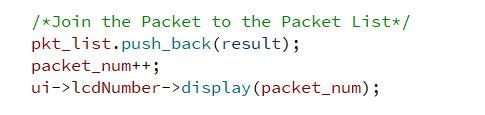 /*Join the Packet to the Packet List*/
pkt_list.push_back(result);
packet_num++;
ui->lcdNumber->display(packet_num);